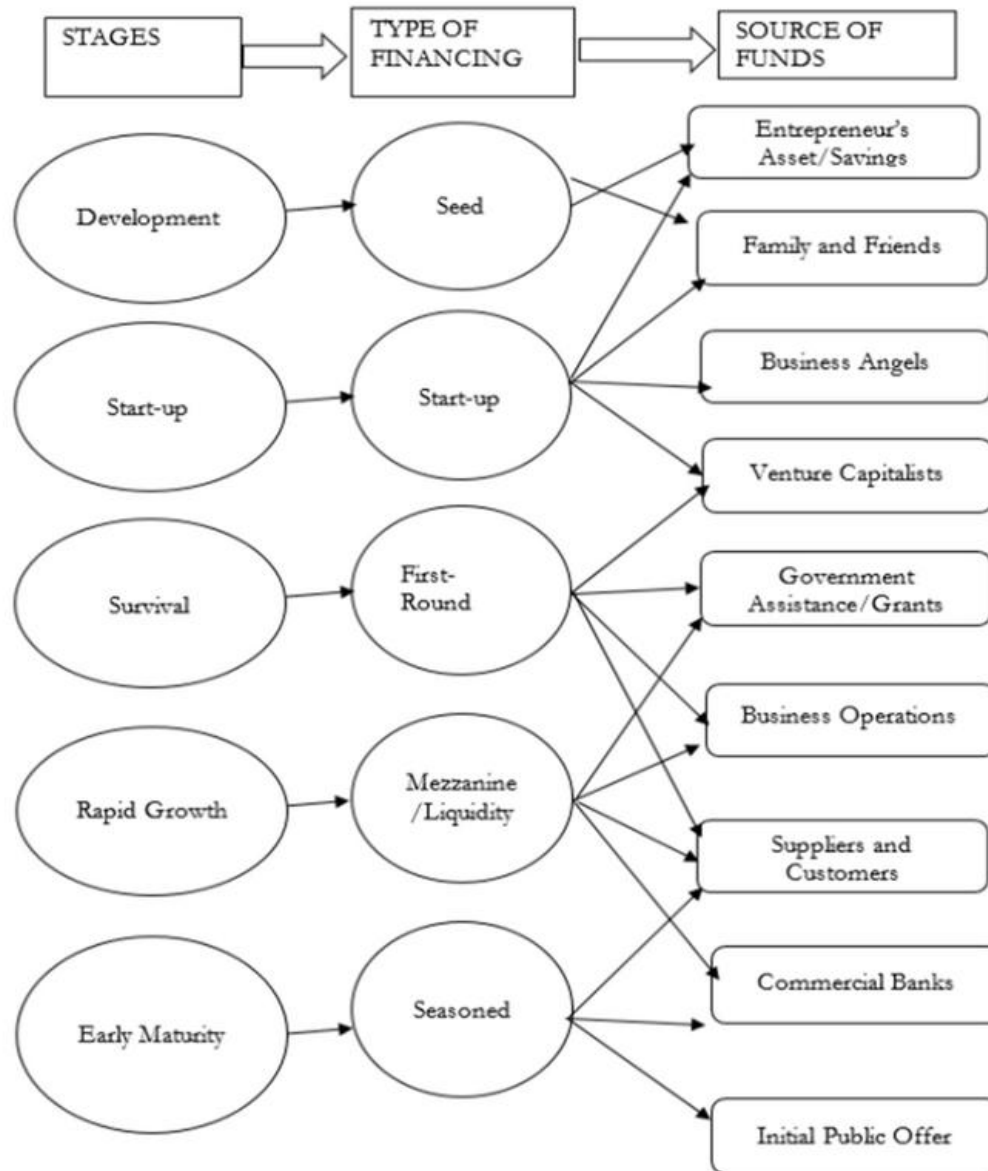 STAGES
TYPE OF
FINANCING
SOURCE OF
FUNDS
Development
Seed
Entrepreneur's
Asset/Savings
Family and Friends
Start-up
Start-up
Business Angels
Venture Capitalists
Survival
First-
Round
Government
Assistance/Grants
Business Operations
Rapid Growth
Mezzanine
/Liquidity
Suppliers and
Customers
Early Maturity
Seasoned
Commercial Banks
Initial Public Offer